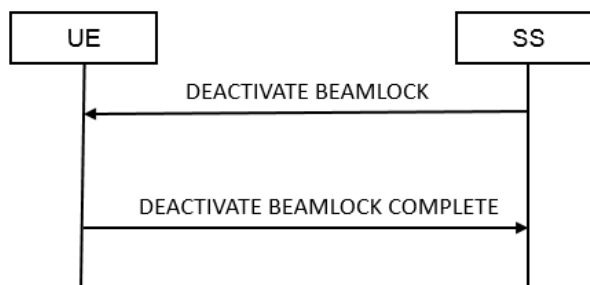 UE
SS
DEACTIVATE BEAMLOCK
DEACTIVATE BEAMLOCK COMPLETE